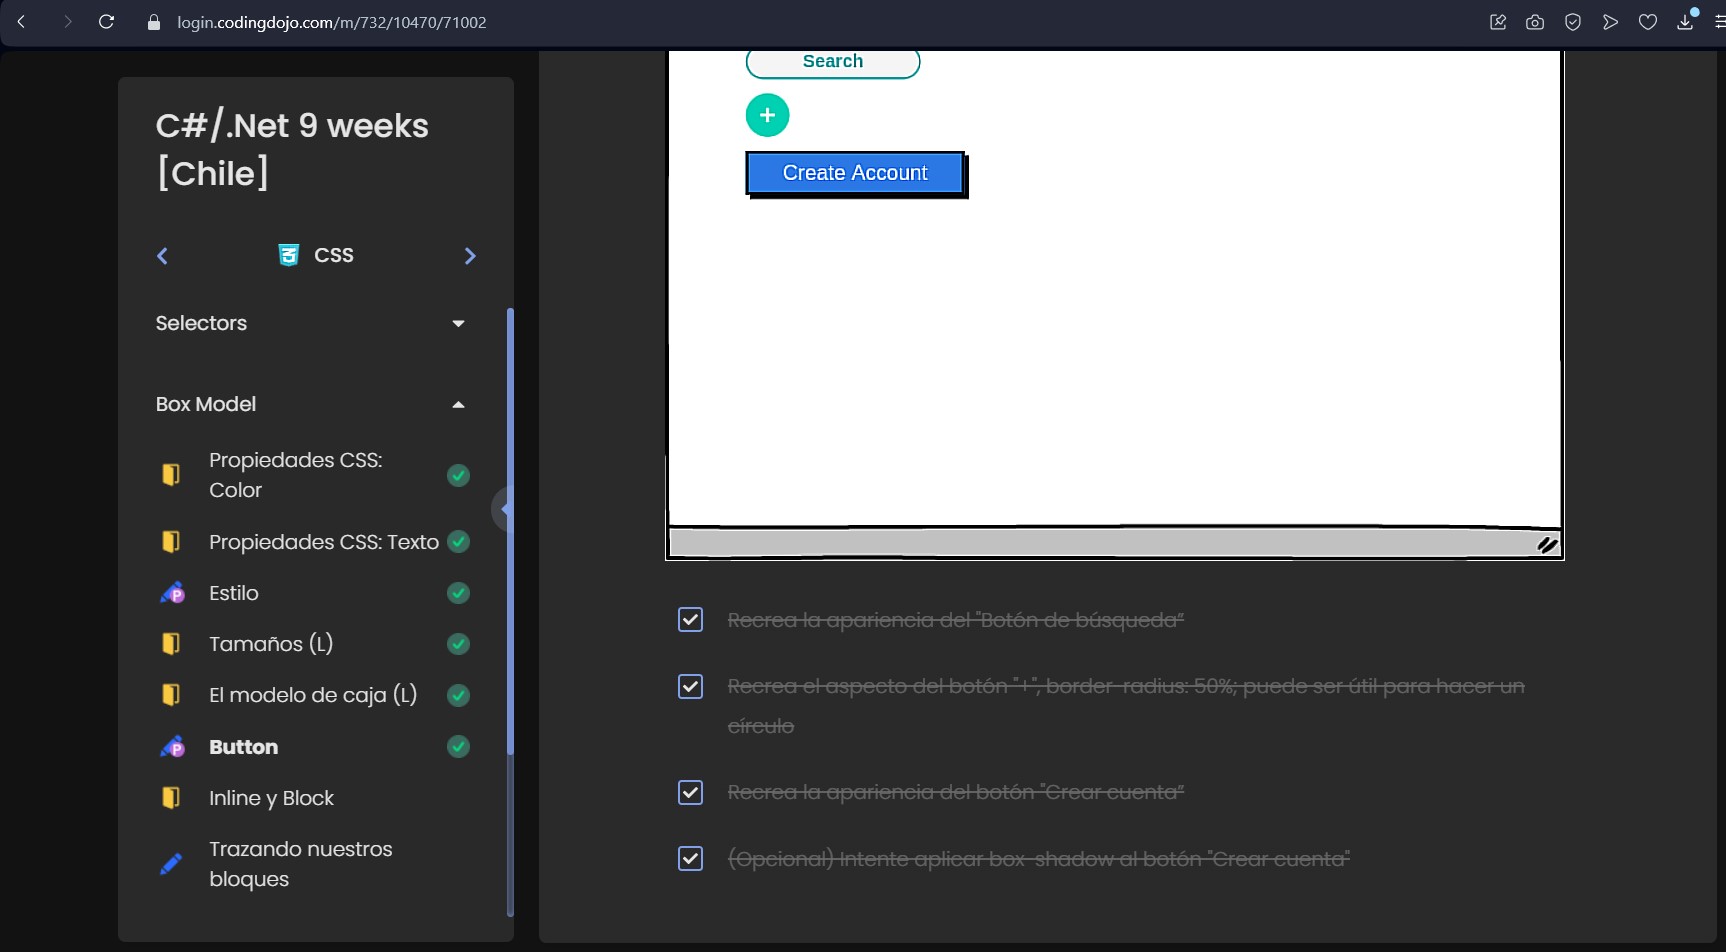 login.codingdojo.com/m/732/10470/71002
C#/.Net 9 weeks
[Chile]
CSS
Selectors
Box Model
Propiedades CSS:
Color
Propiedades CSS: Texto
Estilo
Tamaños (L)
El modelo de caja (L)
Button
Inline y Block
Trazando nuestros
bloques
Search
+
Create Account
Recrea la apariencia del "Botón de búsqueda"
Recrea el aspecto del botón "+", border-radius: 50%; puede ser útil para hacer un
círculo
Recrea la apariencia del botón "Crear cuenta"
(Opcional) Intente aplicar box-shadow al botón "Crear cuenta"